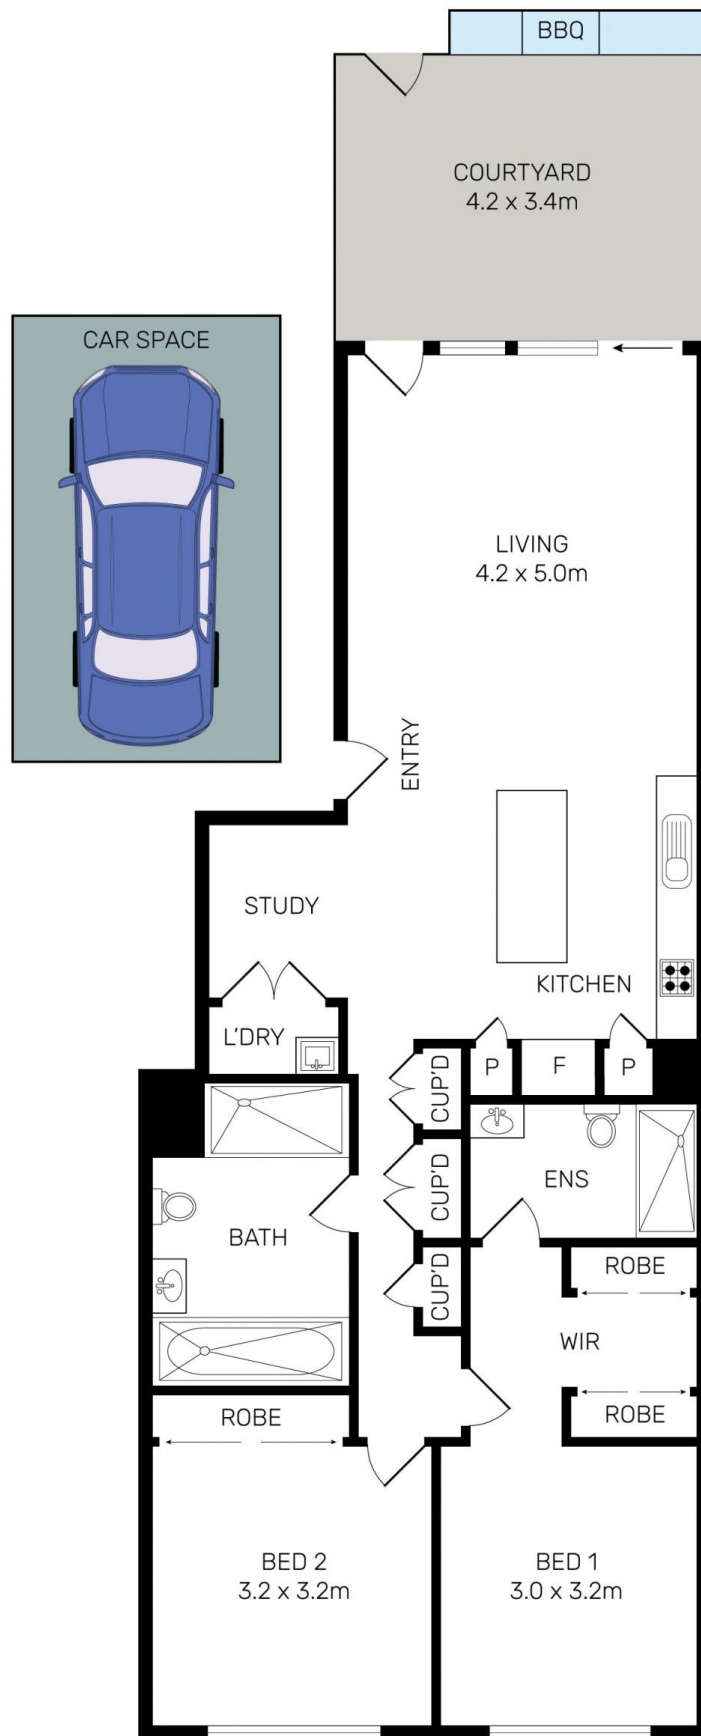 BBQ
COURTYARD
4.2 x 3.4m
CAR SPACE
LIVING
4.2 x 5.0m
ENTRY
STUDY
KITCHEN
L'DRY
P
F
P
CUP'D
CUP'D
ENS
BATH
CUP'D
ROBE
WIR
ROBE
ROBE
BED 2
3.2 x 3.2m
BED 1
3.0 x 3.2m